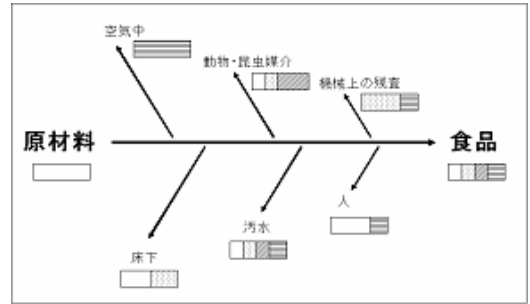 空気中
動物・昆虫媒介
機械上の残査
原材料
食品
人
汚水
床下